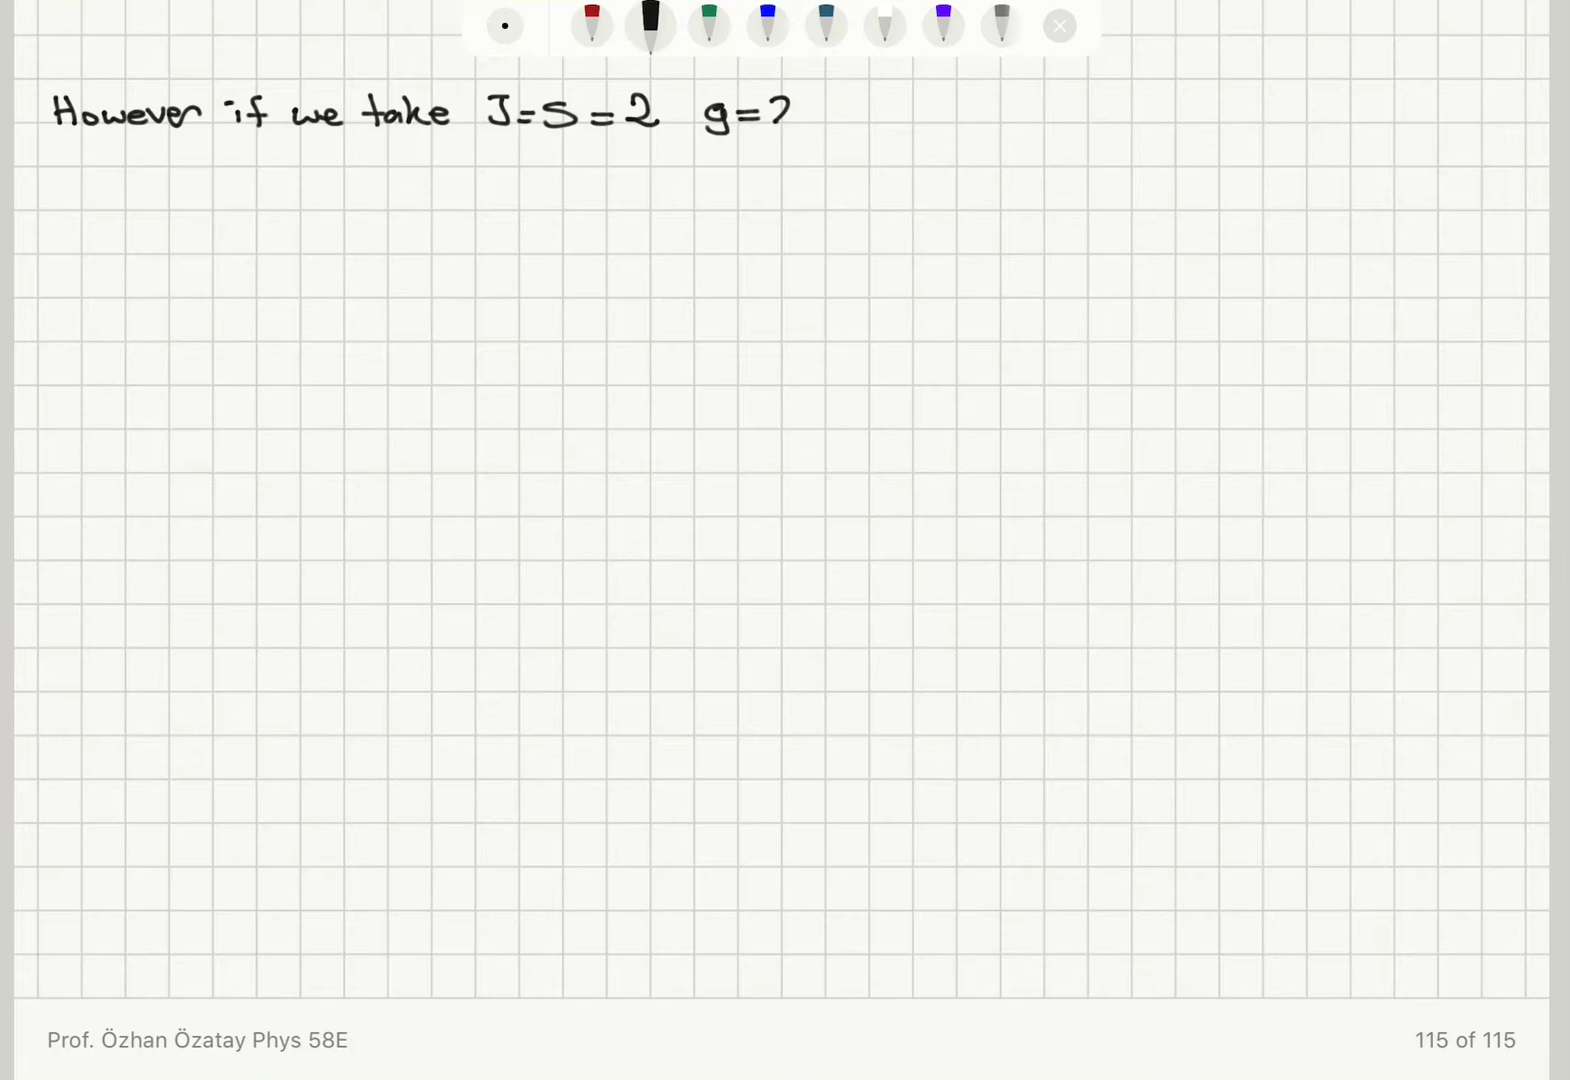 However if we take J=S=2 g=?
Prof. Özhan Özatay Phys 58E
115 of 115